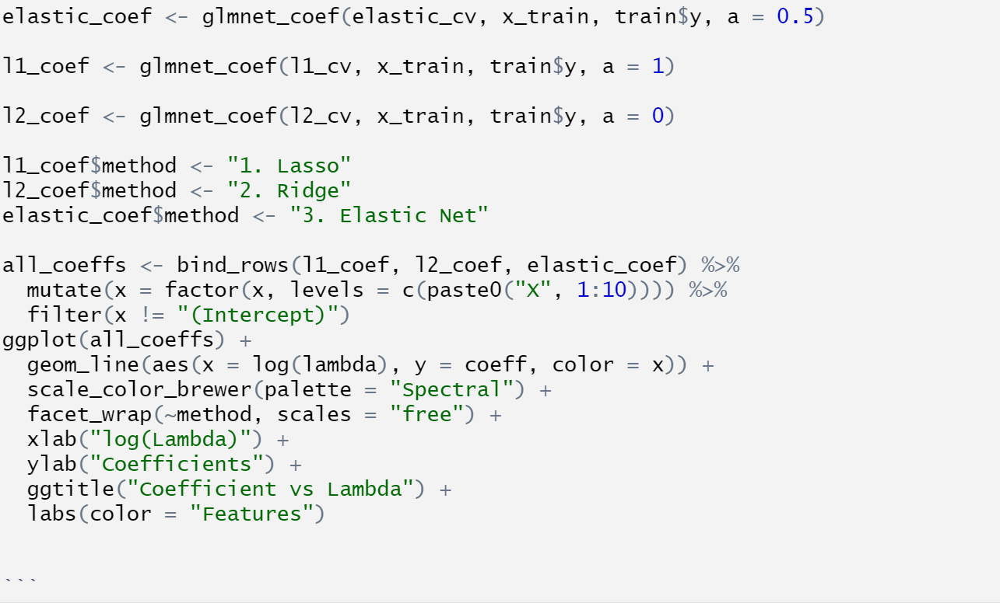 elastic_coef <- glmnet_coef(elastic_cv, x_train, train$y, a = 0.5)
l1_coef <- glmnet_coef(l1_cv, x_train, train$y, a = 1)
l2_coef <- glmnet_coef(l2_cv, x_train, train$y, a = 0)
l1_coef$method <- "1. Lasso"
l2_coef$method <- "2. Ridge"
elastic_coef$method <- "3. Elastic Net"
all_coeffs <- bind_rows(l1_coef, l2_coef, elastic_coef) %>%
  mutate(x = factor(x, levels = c(paste0("X", 1:10)))) %>%
  filter(x != "(Intercept)")
ggplot(all_coeffs) +
  geom_line(aes(x = log(lambda), y = coeff, color = x)) +
  scale_color_brewer(palette = "Spectral") +
  facet_wrap(~method, scales = "free") +
  xlab("log(Lambda)") +
  ylab("Coefficients") +
  ggtitle("Coefficient vs Lambda") +
  labs(color = "Features")
```